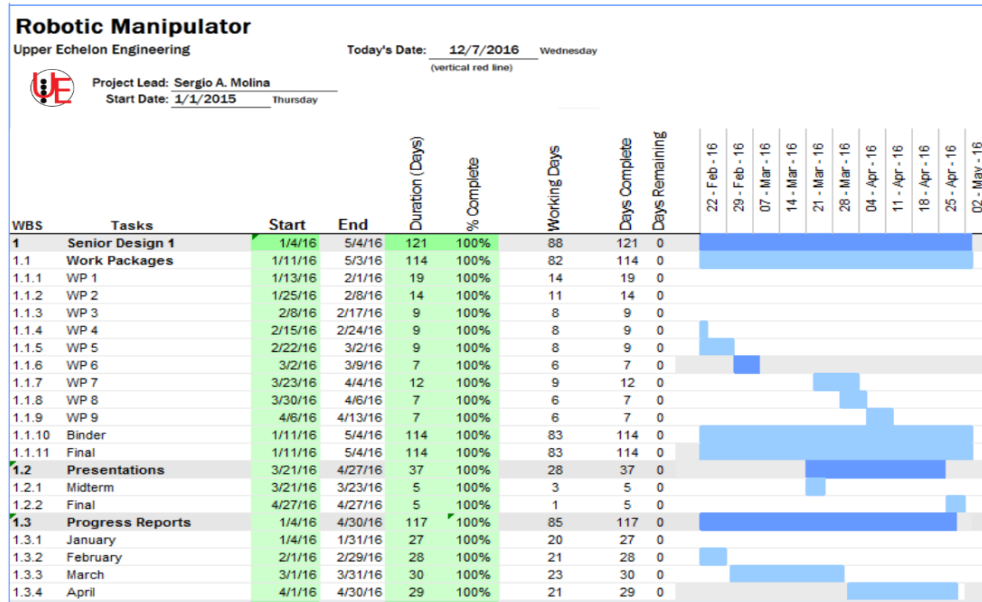 Robotic Manipulator
Upper Echelon Engineering Today's Date: 12/7/2016 Wednesday
(vertical red line)
UE
Project Lead: Sergio A. Molina
Start Date: 1/1/2015 Thursday
WBS Tasks Start End Duration (Days) % Complete Working Days Days Complete Days Remaining 22 - Feb - 16 29 - Feb - 16 07 - Mar - 16 14 - Mar - 16 21 - Mar - 16 28 - Mar - 16 04 - Apr - 16 11 - Apr - 16 18 - Apr - 16 25 - Apr - 16 02 - May - 16
1 Senior Design 1 1/4/16 5/4/16 121 100% 88 121 0
1.1 Work Packages 1/11/16 5/3/16 114 100% 82 114 0
1.1.1 WP 1 1/13/16 2/1/16 19 100% 14 19 0
1.1.2 WP 2 1/25/16 2/8/16 14 100% 11 14 0
1.1.3 WP 3 2/8/16 2/17/16 9 100% 8 9 0
1.1.4 WP 4 2/15/16 2/24/16 9 100% 8 9 0
1.1.5 WP 5 2/22/16 3/2/16 9 100% 8 9 0
1.1.6 WP 6 3/2/16 3/9/16 7 100% 6 7 0
1.1.7 WP 7 3/23/16 4/4/16 12 100% 9 12 0
1.1.8 WP 8 3/30/16 4/6/16 7 100% 6 7 0
1.1.9 WP 9 4/6/16 4/13/16 7 100% 6 7 0
1.1.10 Binder 1/11/16 5/4/16 114 100% 83 114 0
1.1.11 Final 1/11/16 5/4/16 114 100% 83 114 0
1.2 Presentations 3/21/16 4/27/16 37 100% 28 37 0
1.2.1 Midterm 3/21/16 3/23/16 5 100% 3 5 0
1.2.2 Final 4/27/16 4/27/16 5 100% 1 5 0
1.3 Progress Reports 1/4/16 4/30/16 117 100% 85 117 0
1.3.1 January 1/4/16 1/31/16 27 100% 20 27 0
1.3.2 February 2/1/16 2/29/16 28 100% 21 28 0
1.3.3 March 3/1/16 3/31/16 30 100% 23 30 0
1.3.4 April 4/1/16 4/30/16 29 100% 21 29 0